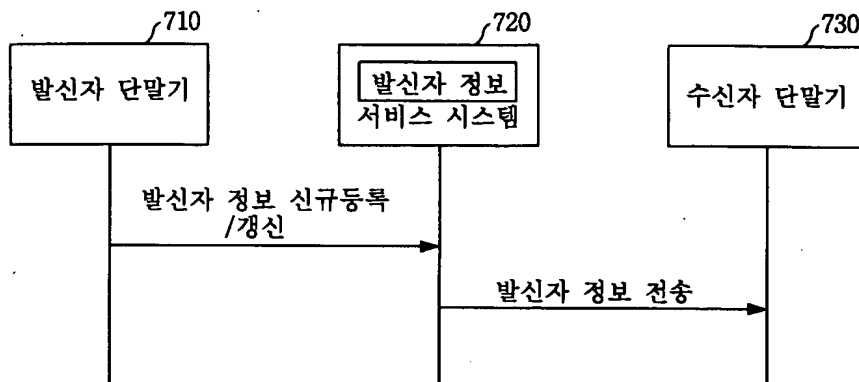 710
720
730
발신자 단말기
발신자 정보
서비스 시스템
수신자 단말기
발신자 정보 신규등록
/갱신
발신자 정보 전송